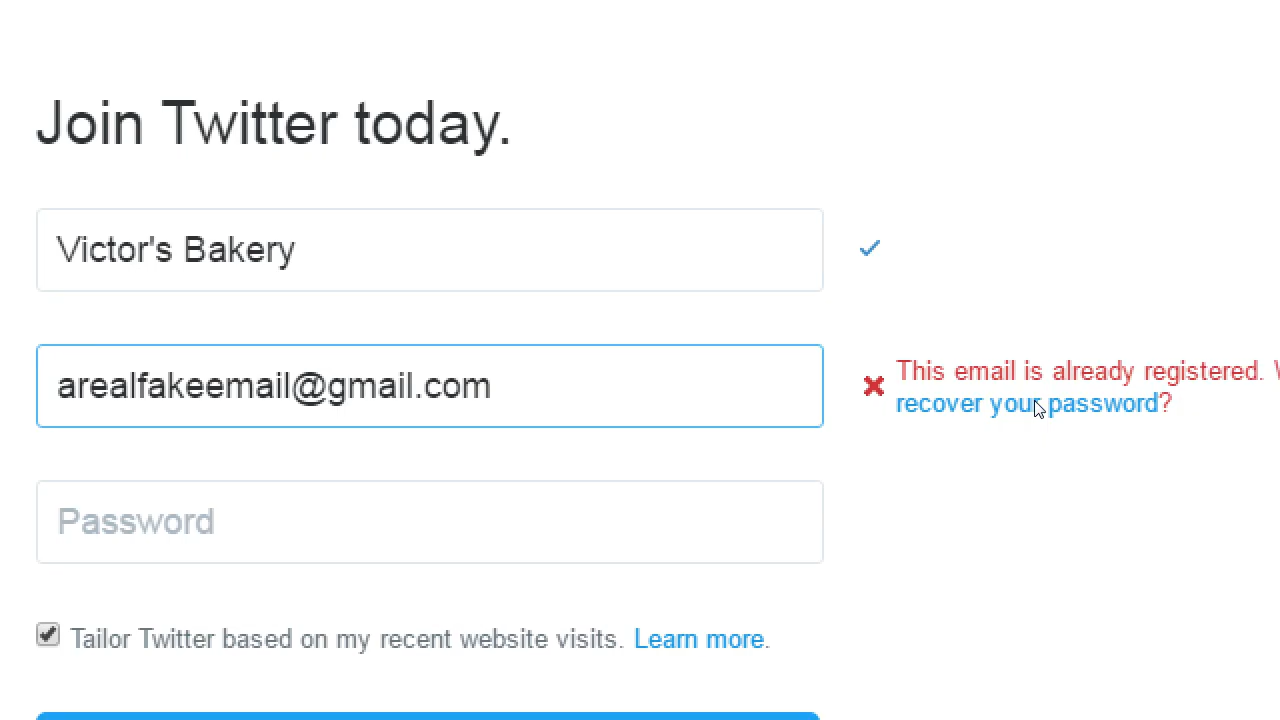 Join Twitter today.
Victor's Bakery
arealfakeemail@gmail.com
This email is already registered.
recover your password?
Password
Tailor Twitter based on my recent website visits. Learn more.